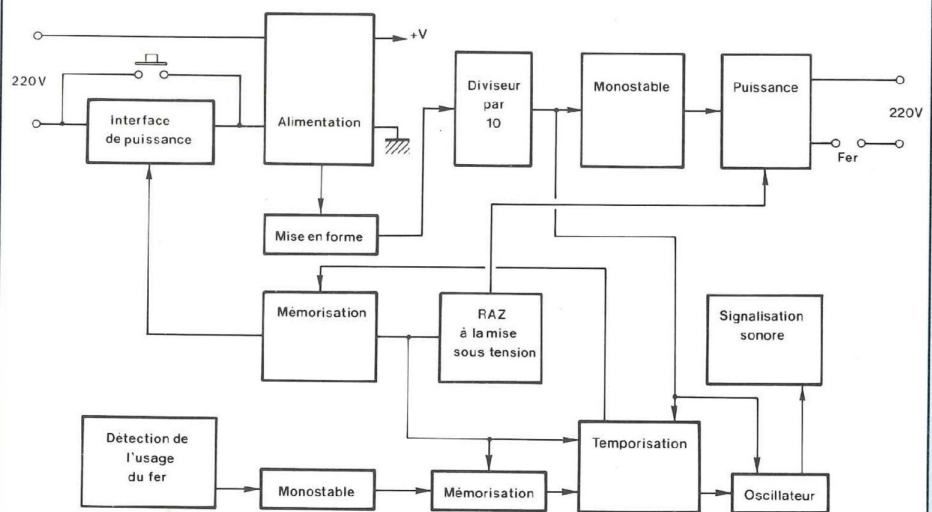 +V
220V
Interface
de puissance
Alimentation
Diviseur
par
10
Monostable
Puissance
220V
Fer
Mise en forme
Mémorisation
RAZ
à la mise
sous tension
Signalisation
sonore
Détection de
l'usage
du fer
Monostable
Mémorisation
Temporisation
Oscillateur